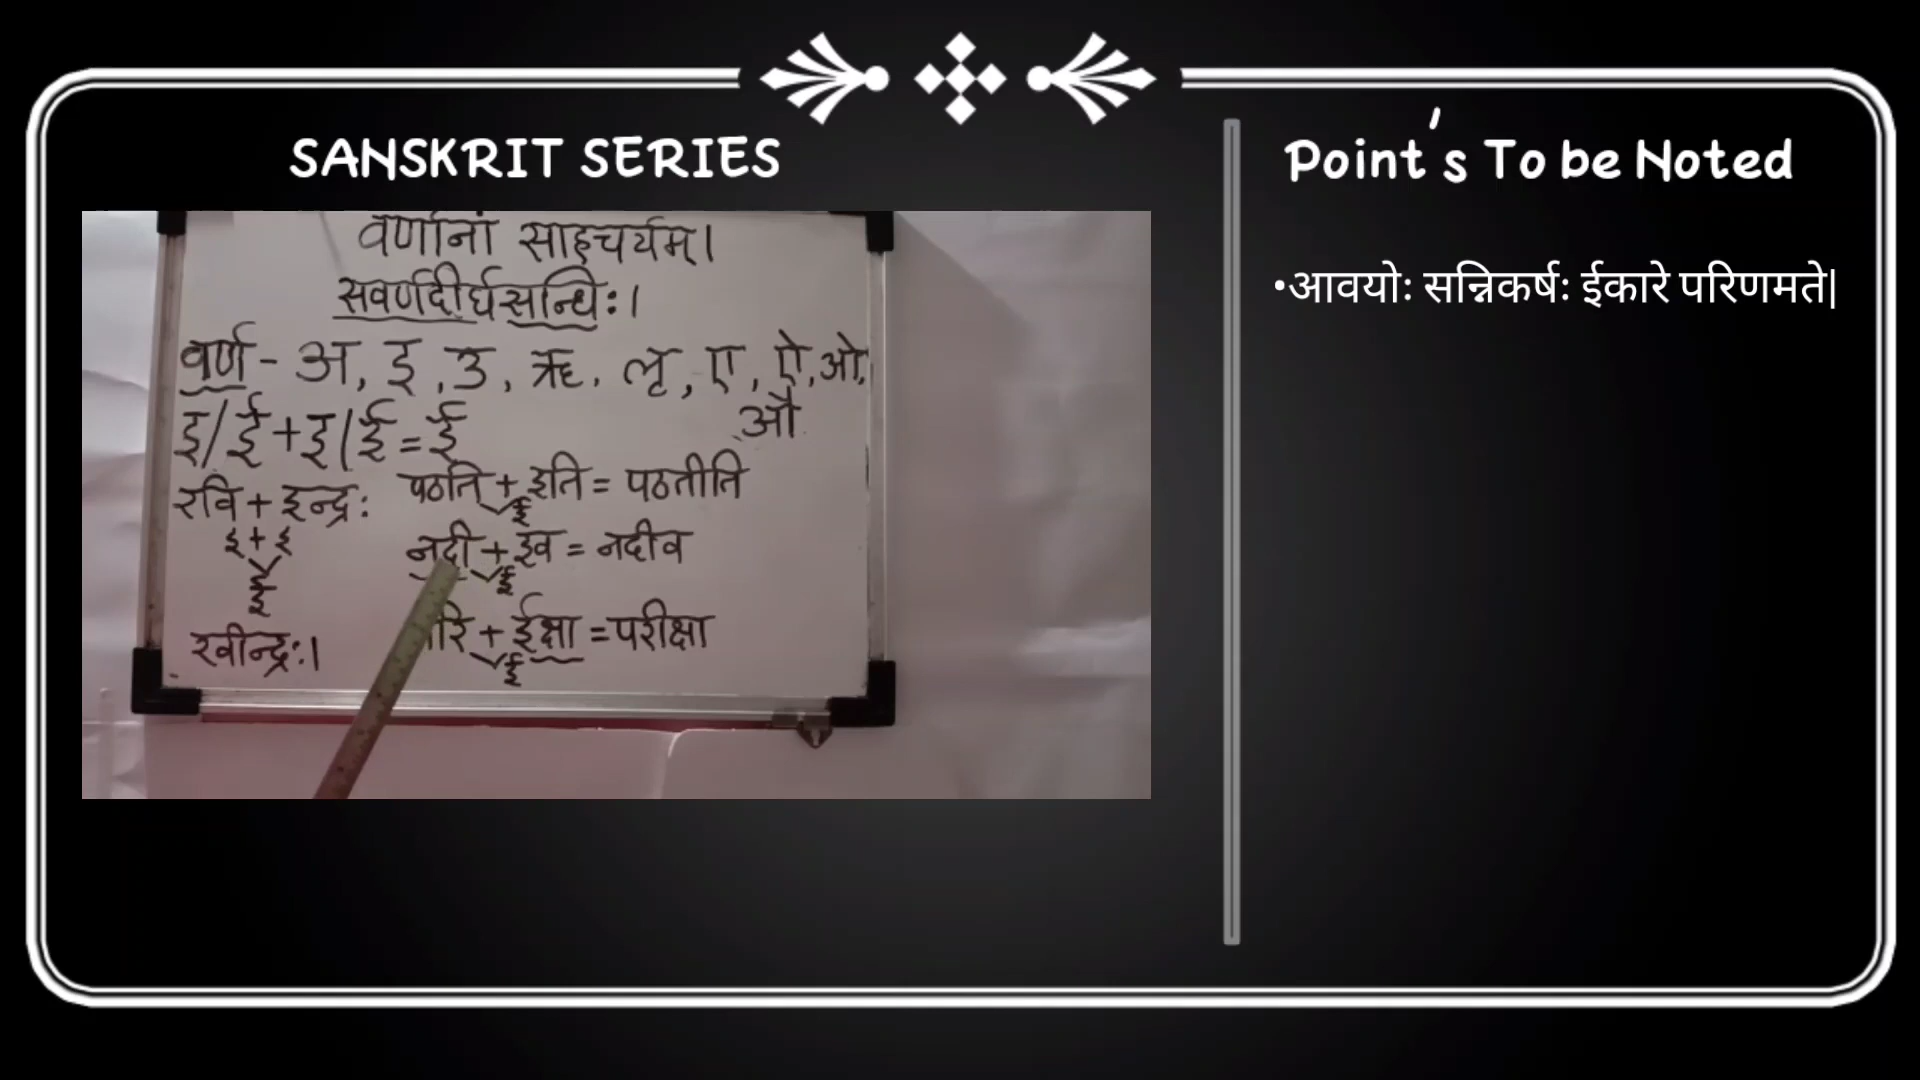 SANSKRIT SERIES
वर्णानां साहचर्यम्।
सवर्णदीर्घसन्धिः।
वर्ण - अ, इ, उ, ऋ, लृ, ए, ऐ, ओ,
औ
इ/ई+इ/ई=ई
रवि + इन्द्रः
इ + इ
ई
रवीन्द्रः।
पठति + इति = पठतीति
ई
नदी + इव = नदीव
ई
+ ईक्षा = परीक्षा
ई
Point's To be Noted
•आवयोः सन्निकर्षः ईकारे परिणमते|